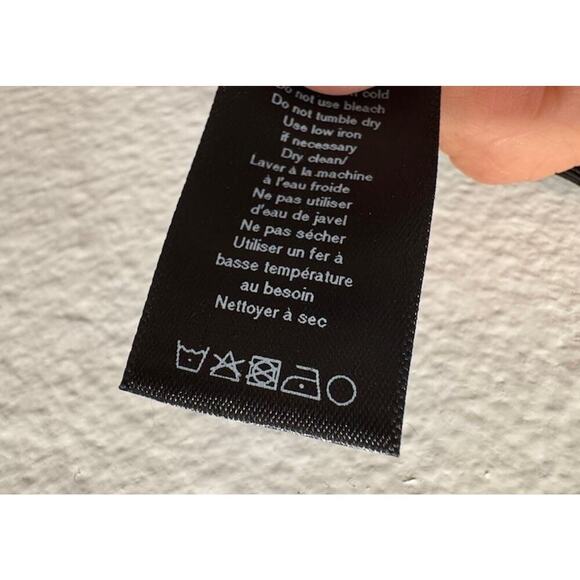 cold
Do not use bleach
Do not tumble dry
Use low iron
if necessary
Dry clean/
Laver à la machine
à l'eau froide
Ne pas utiliser
d'eau de javel
Ne pas sécher
Utiliser un fer à
basse température
au besoin
Nettoyer à sec